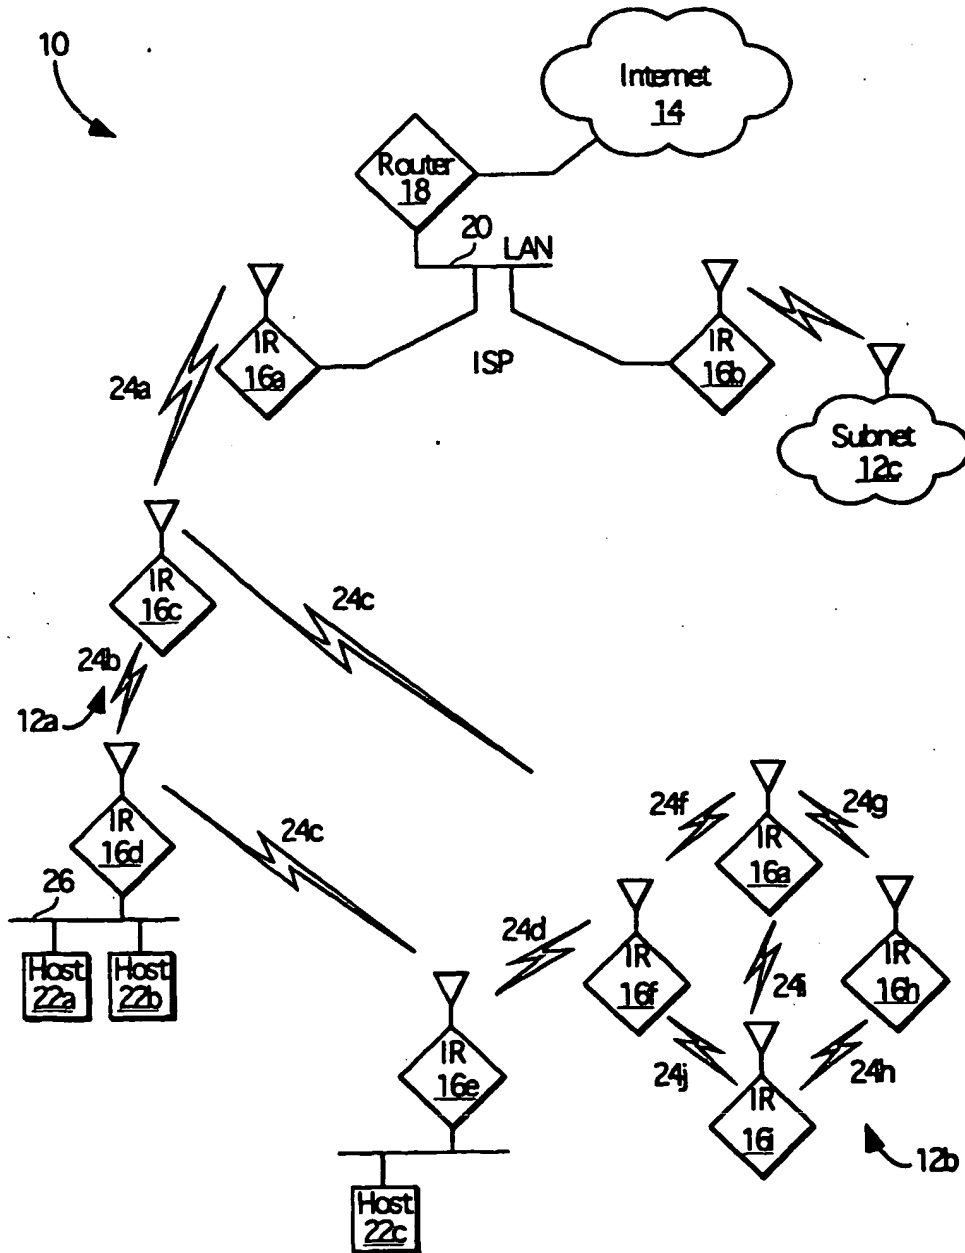 10
Internet
14
Router
18
20
LAN
IR
16a
ISP
IR
16b
24a
Subnet
12c
IR
16c
24c
24b
12a
IR
16d
24c
24f
IR
16a
24g
26
Host
22a
Host
22b
24d
IR
16f
24i
IR
16h
IR
16e
24j
24h
IR
16i
12b
Host
22c